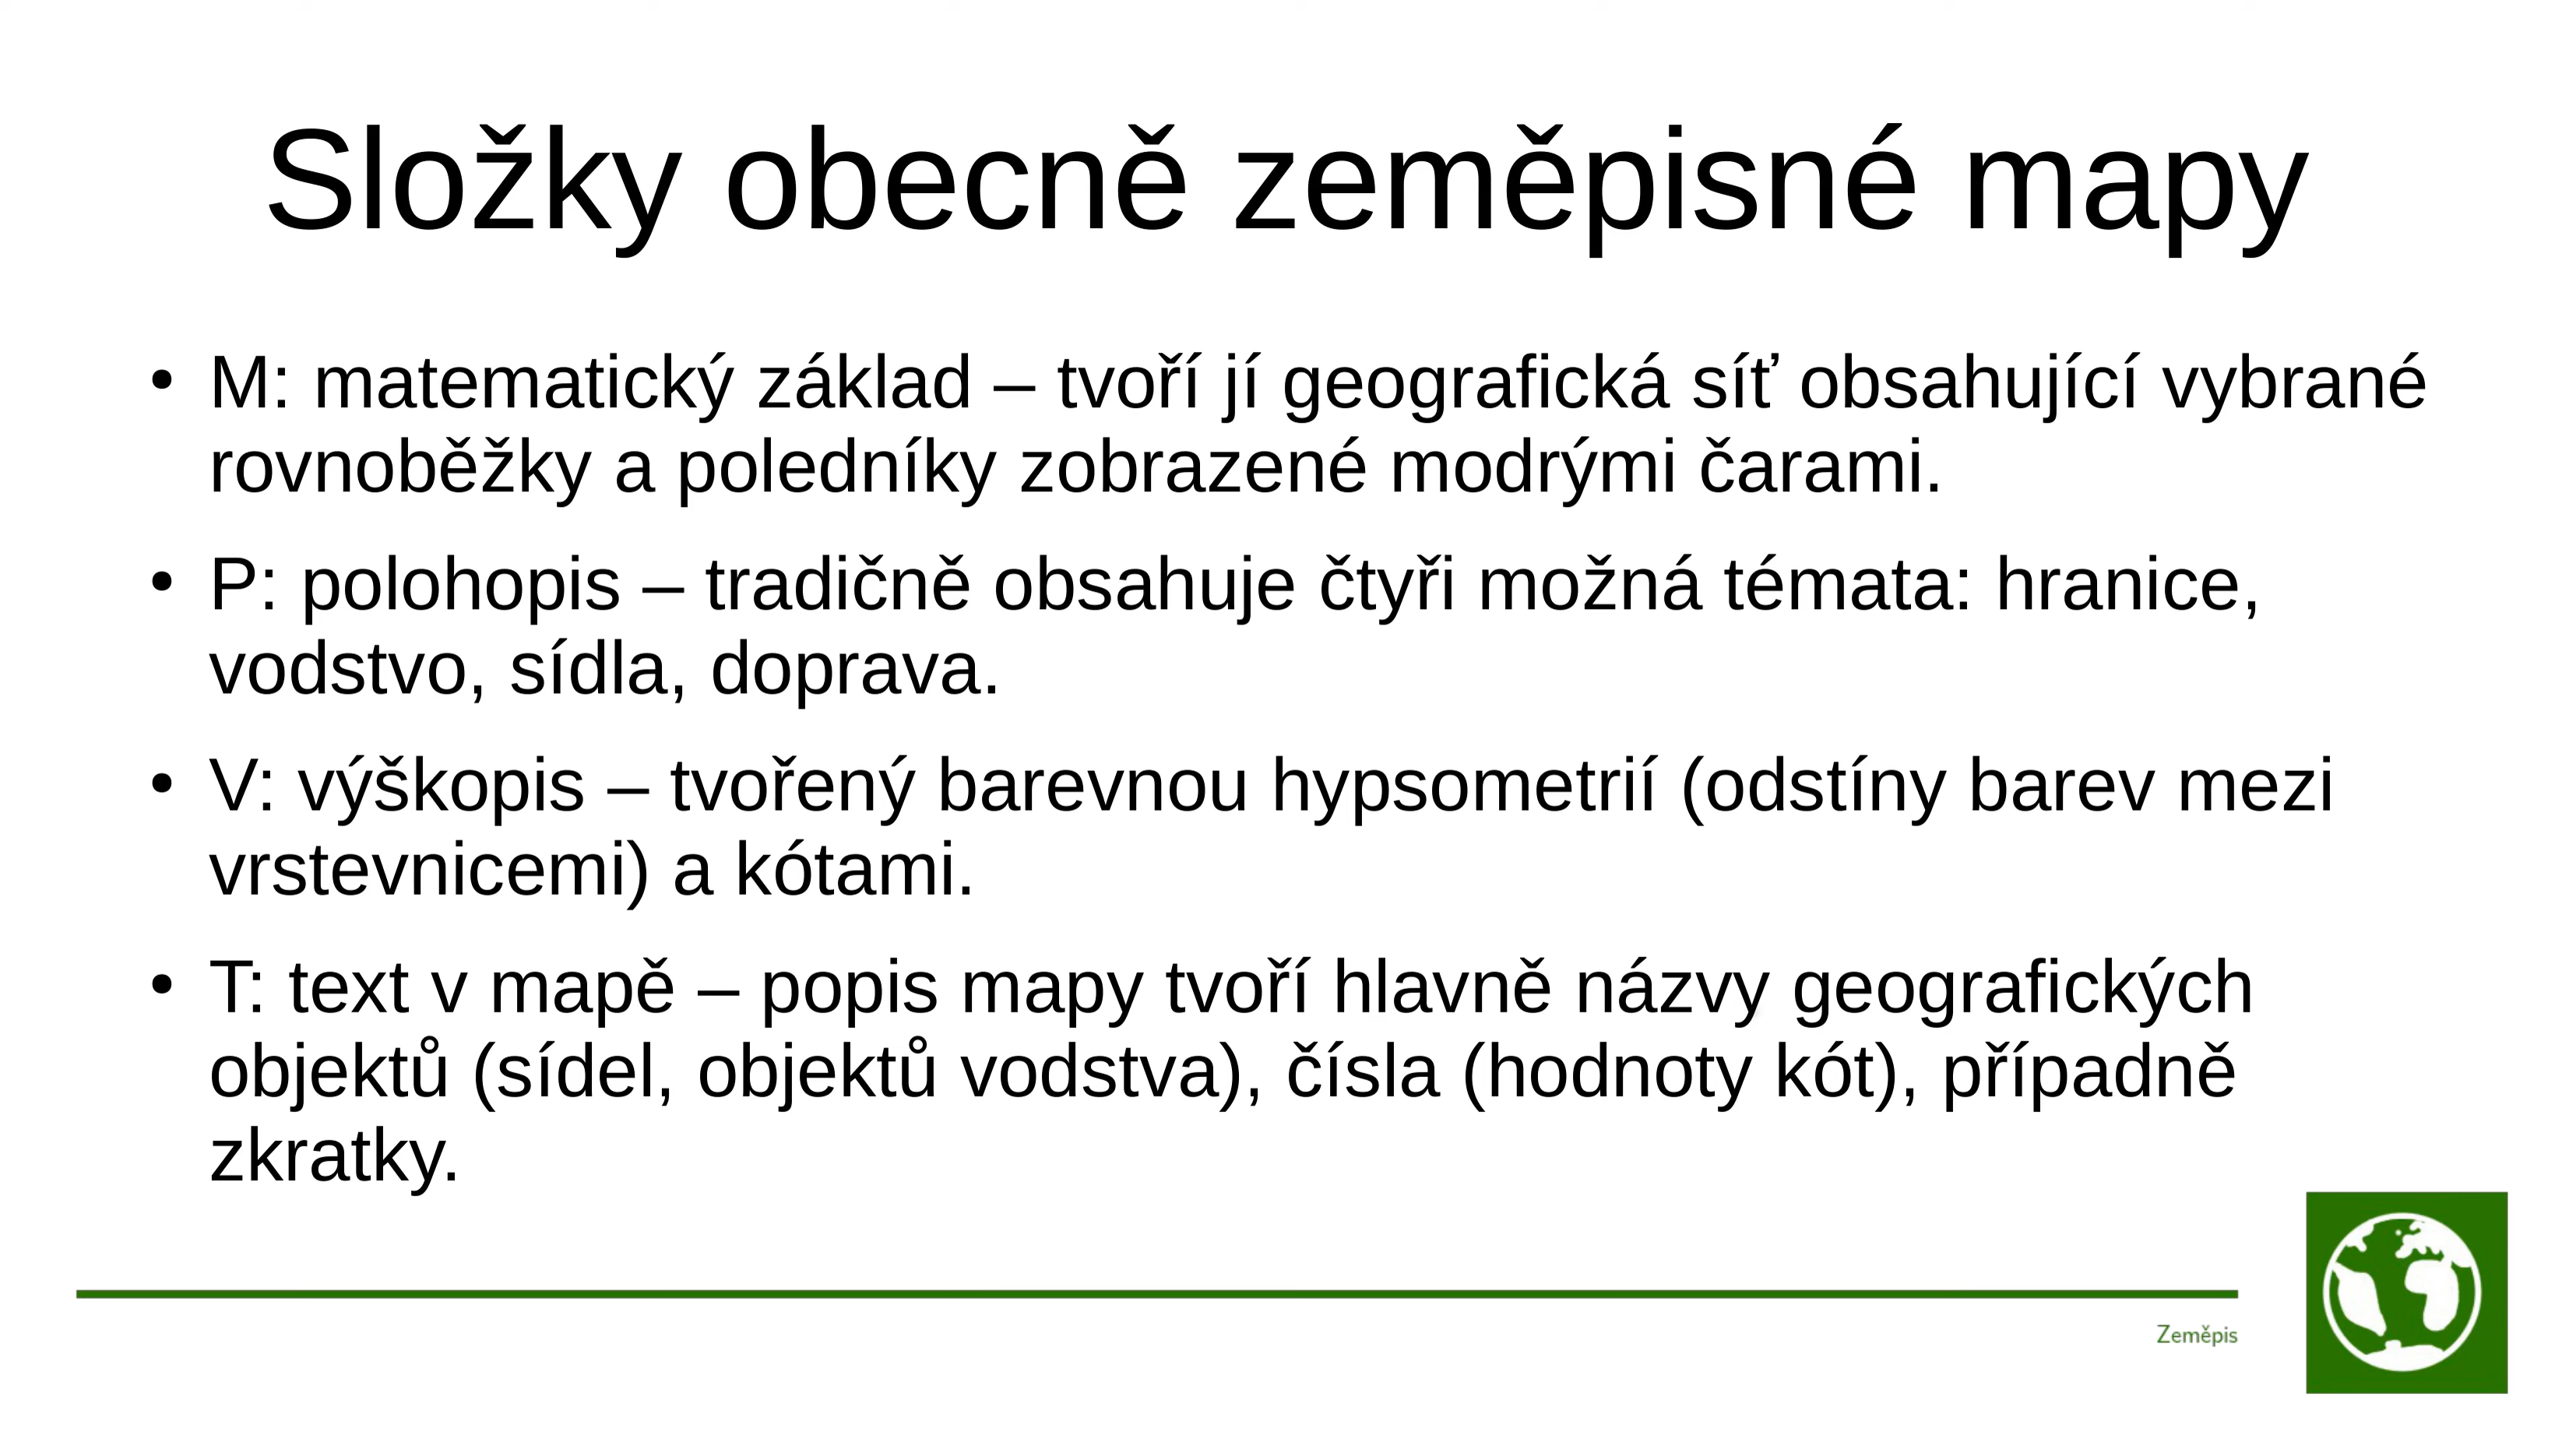 Složky obecně zeměpisné mapy
• M: matematický základ – tvoří jí geografická síť obsahující vybrané
rovnoběžky a poledníky zobrazené modrými čarami.
• P: polohopis – tradičně obsahuje čtyři možná témata: hranice,
vodstvo, sídla, doprava.
• V: výškopis – tvořený barevnou hypsometrií (odstíny barev mezi
vrstevnicemi) a kótami.
• T: text v mapě – popis mapy tvoří hlavně názvy geografických
objektů (sídel, objektů vodstva), čísla (hodnoty kót), případně
zkratky.
Zeměpis